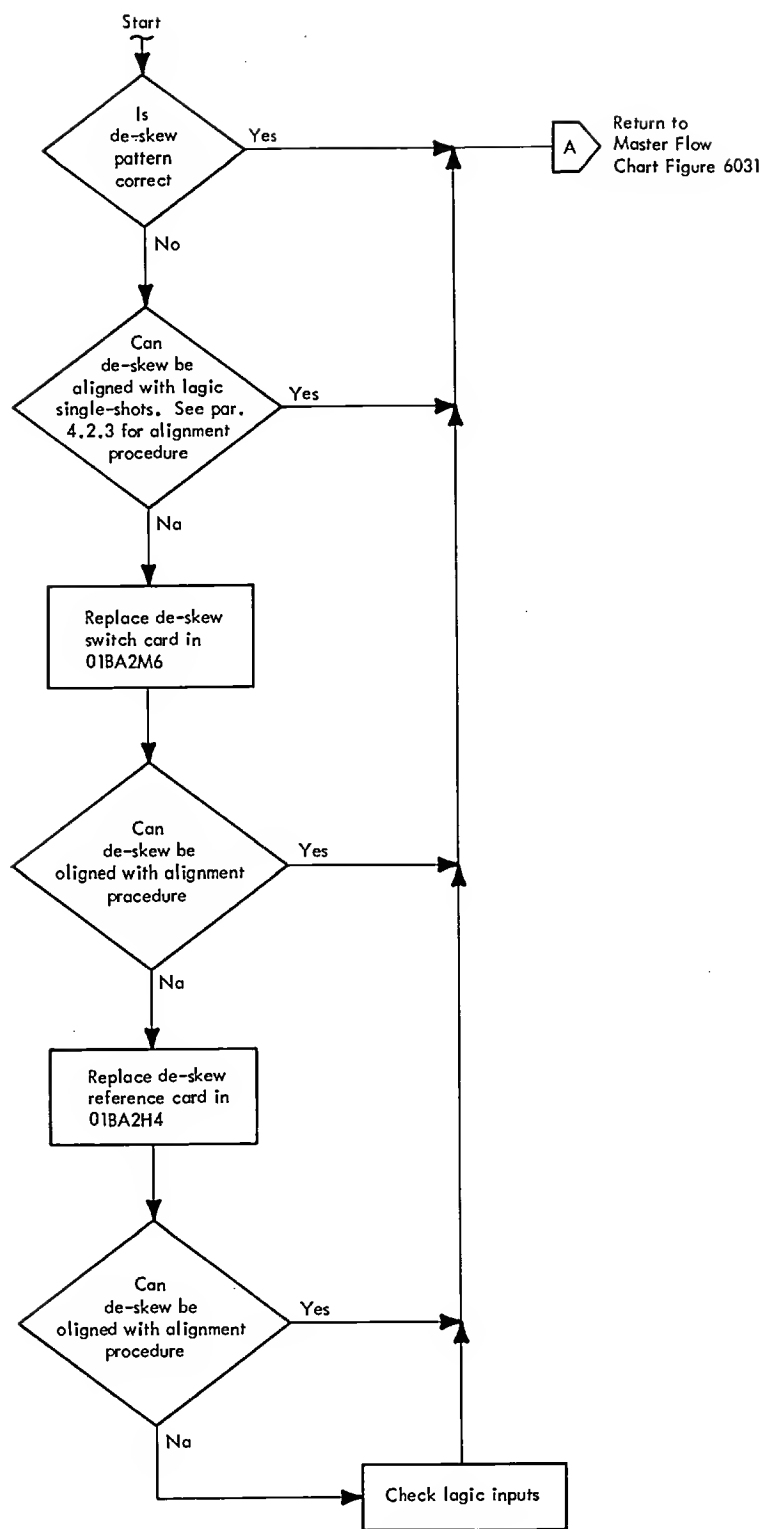 Start
Is
de-skew
pattern
correct
Yes
A
Return to
Master Flow
Chart Figure 6031
No
Can
de-skew be
aligned with lagic
single-shots. See par.
4.2.3 for alignment
procedure
Yes
Na
Replace de-skew
switch card in
01BA2M6
Can
de-skew be
oligned with alignment
pracedure
Yes
Na
Replace de-skew
reference card in
01BA2H4
Can
de-skew be
oligned with alignment
procedure
Yes
Na
Check lagic inputs